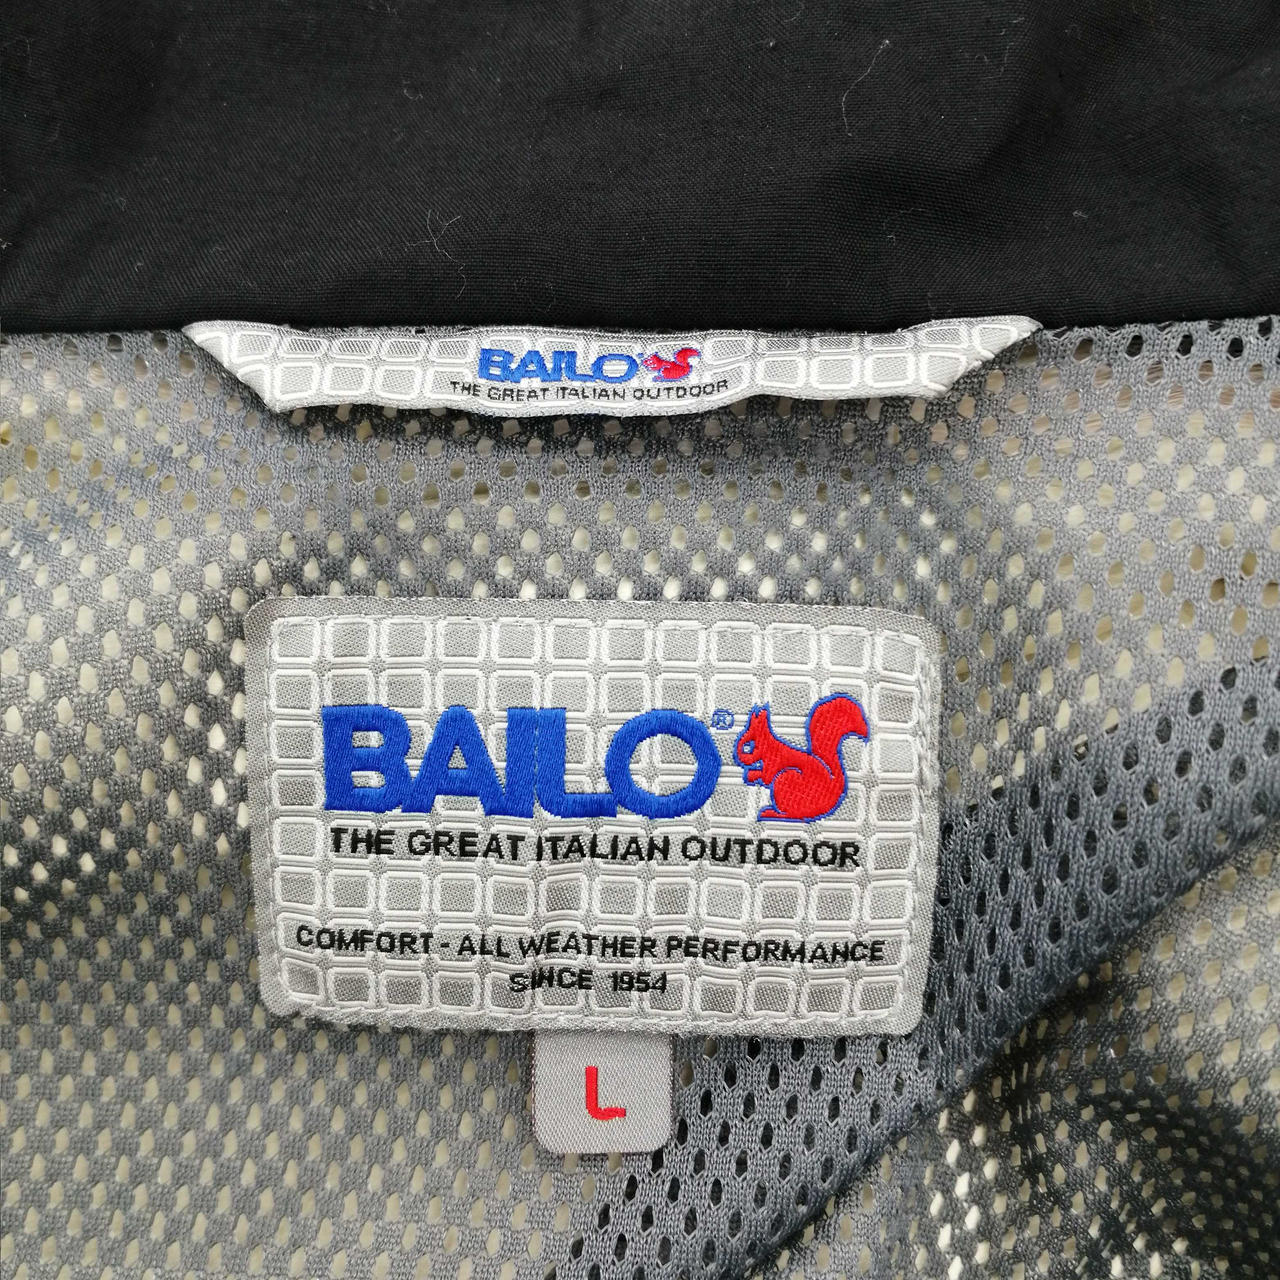 BAILO
THE GREAT ITALIAN OUTDOOR
BAILO®
THE GREAT ITALIAN OUTDOOR
COMFORT - ALL WEATHER PERFORMANCE
SINCE 1954
L